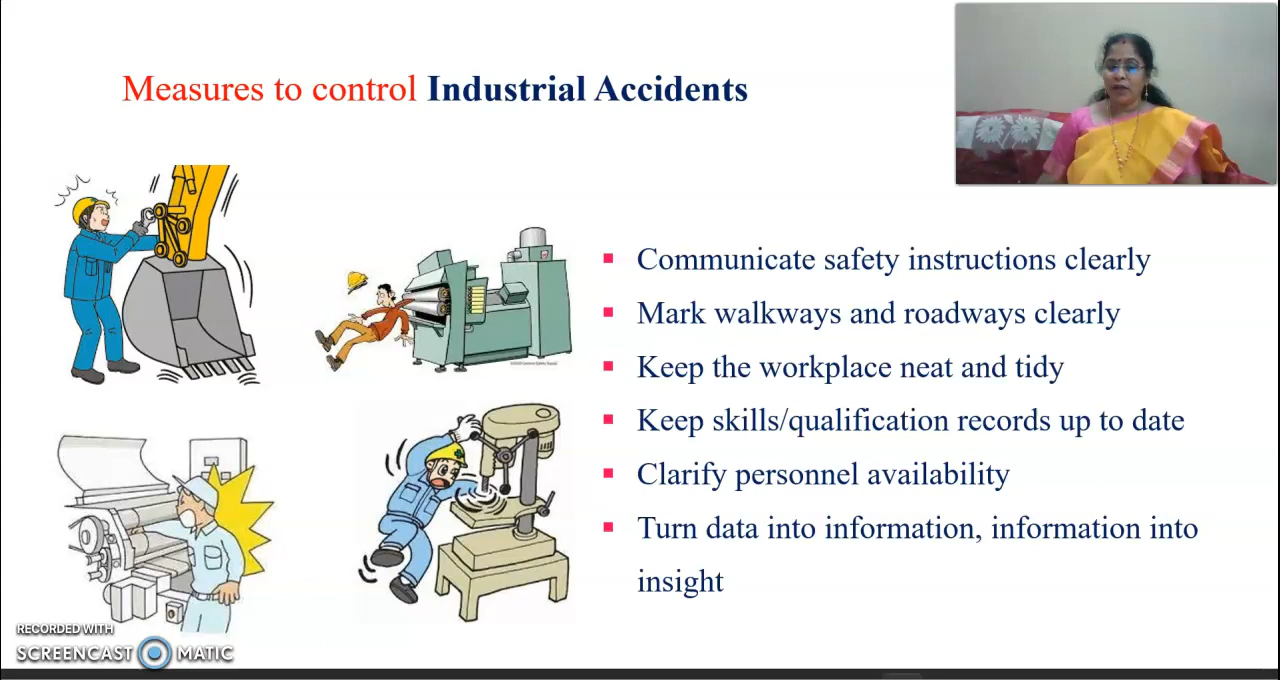 Measures to control Industrial Accidents
Communicate safety instructions clearly
Mark walkways and roadways clearly
Keep the workplace neat and tidy
Keep skills/qualification records up to date
Clarify personnel availability
Turn data into information, information into
insight
RECORDED WITH
SCREENCAST MATIC